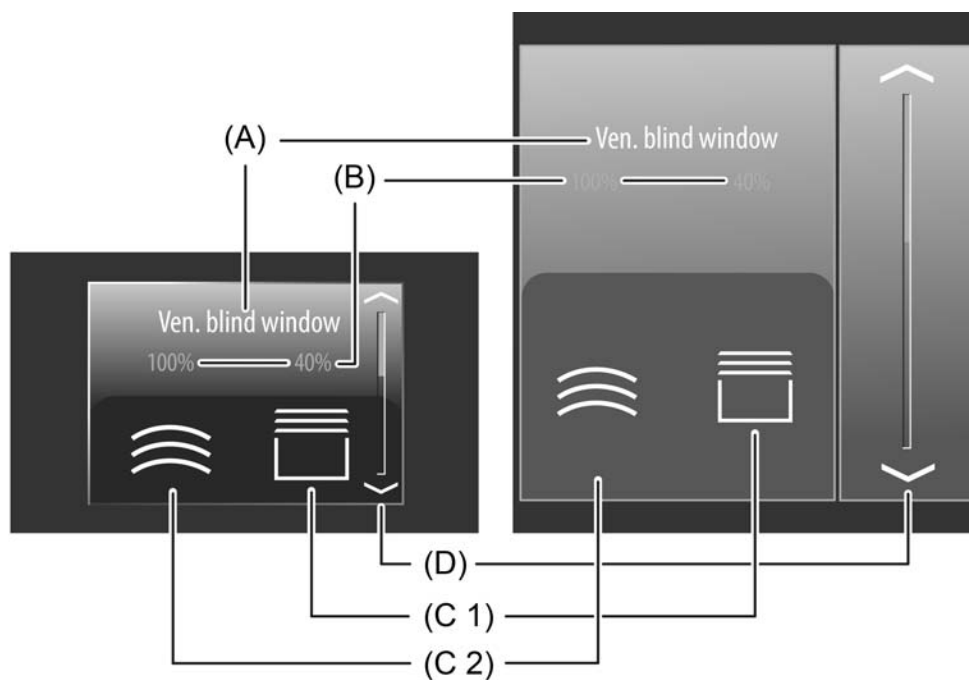 (A)
Ven. blind window
(B)
100% 40%
Ven. blind window
100% 40%
(D)
(C 1)
(C 2)